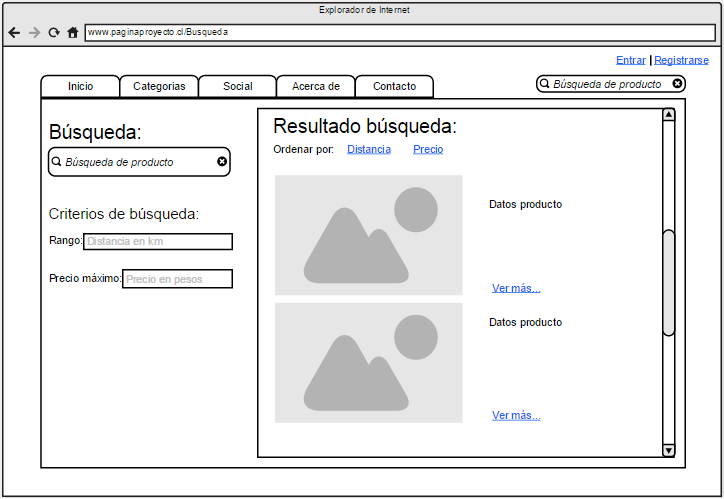 Explorador de Internet
www.paginaproyecto.cl/Busqueda
Entrar | Registrarse
Inicio Categorias Social Acerca de Contacto Búsqueda de producto
Búsqueda:
Búsqueda de producto
Criterios de búsqueda:
Rango: Distancia en km
Precio máximo: Precio en pesos
Resultado búsqueda:
Ordenar por: Distancia Precio
Datos producto
Ver más...
Datos producto
Ver más...